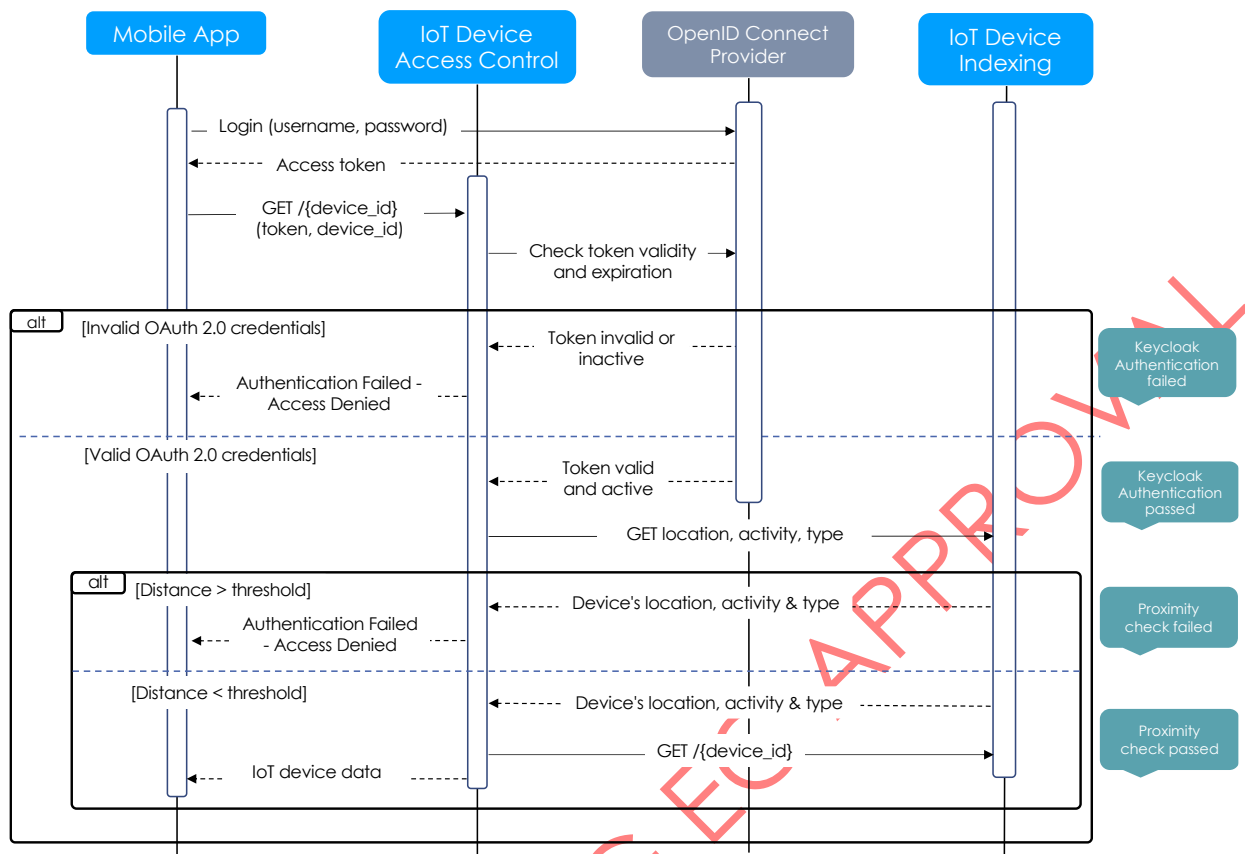 Mobile App
IoT Device
Access Control
OpenID Connect
Provider
IoT Device
Indexing
Login (username, password)
Access token
GET /{device_id}
(token, device_id)
Check token validity
and expiration
alt
[Invalid OAuth 2.0 credentials]
Token invalid or
inactive
Keycloak
Authentication
failed
Authentication Failed -
Access Denied
[Valid OAuth 2.0 credentials]
Token valid
and active
Keycloak
Authentication
passed
GET location, activity, type
alt
[Distance > threshold]
Device's location, activity & type
Proximity
check failed
Authentication Failed
- Access Denied
[Distance < threshold]
Device's location, activity & type
Proximity
check passed
GET /{device_id}
IoT device data
EC APPROVAL